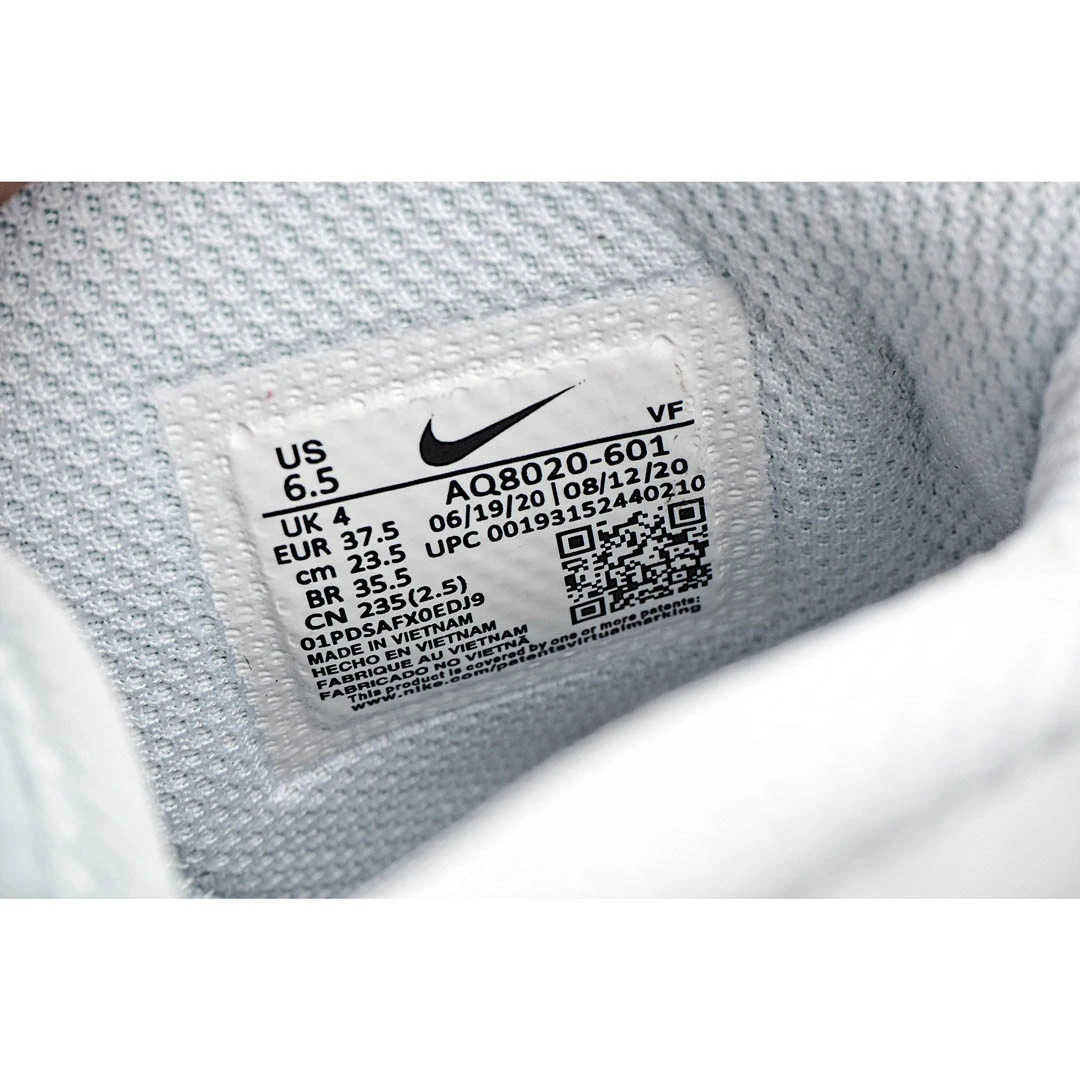 US
6.5
VF
UK 4
EUR 37.5
cm 23.5
BR 35.5
CN 235(2.5)
AQ8020-601
06/19/20 | 08/12/20
UPC 00193152440210
01PDSAFX0EDJ9
MADE IN VIETNAM
HECHO EN VIETNAM
FABRIQUE AU VIETNAM
FABRICADO NO VIETNÃ
This product is covered by one or more patents:
www.nike.com/patentsvirtualmarking